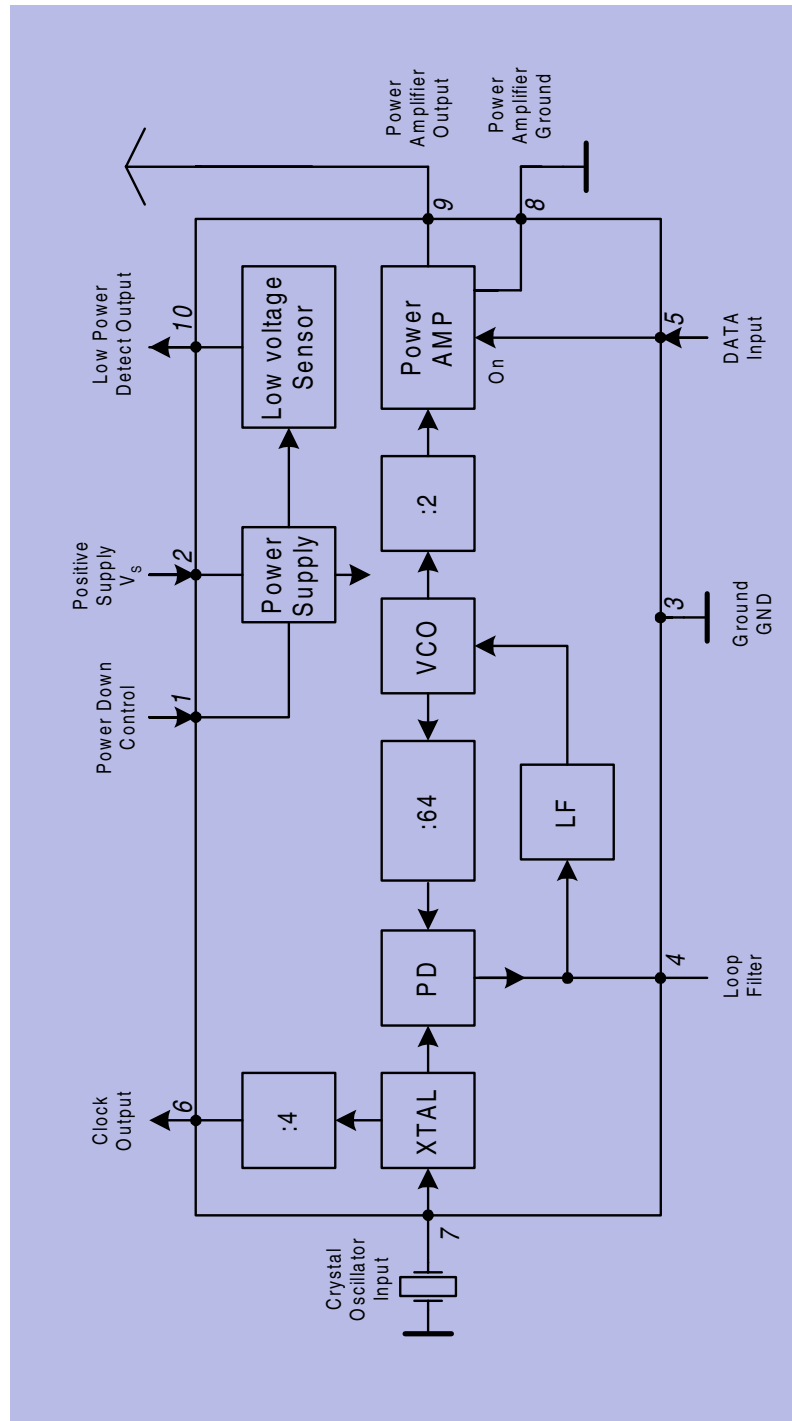 Clock
Output
6
Power Down
Control
1
Positive
Supply
VS
2
Low Power
Detect Output
10
:4
Power
Supply
Low voltage
Sensor
Crystal
Oscillator
Input
7
XTAL
PD
:64
VCO
:2
Power
AMP
On
9
Power
Amplifier
Output
8
Power
Amplifier
Ground
LF
4
Loop
Filter
3
Ground
GND
5
DATA
Input